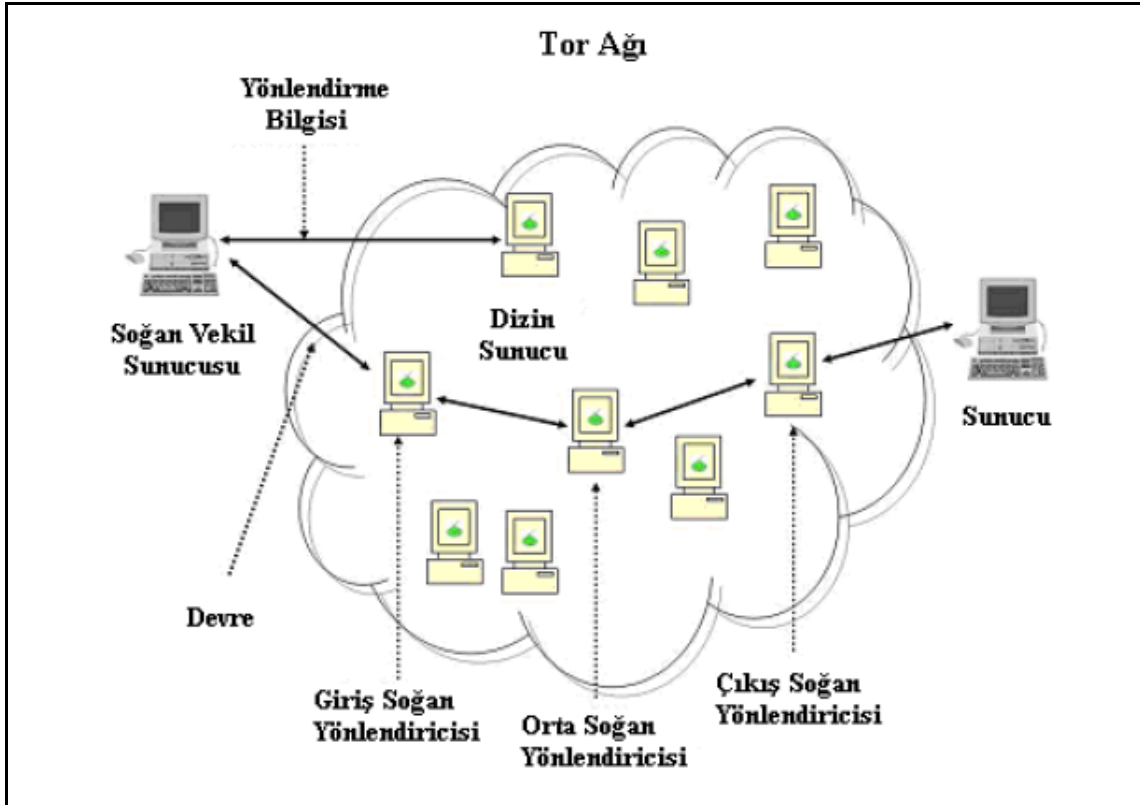 Tor Ağı
Yönlendirme
Bilgisi
Soğan Vekil
Sunucusu
Dizin
Sunucu
Sunucu
Devre
Giriş Soğan
Yönlendiricisi
Orta Soğan
Yönlendiricisi
Çıkış Soğan
Yönlendiricisi